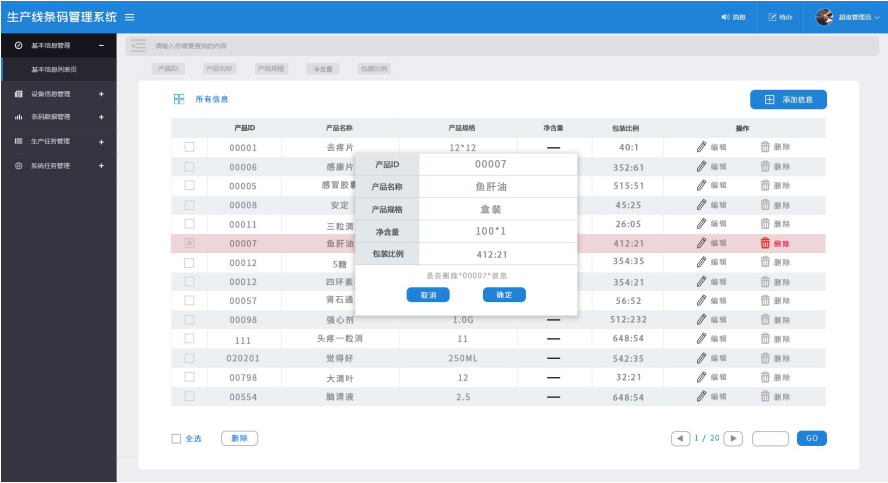 生产线条码管理系统
消息 待办 超级管理员
基本信息管理 -
基本信息列表页
设备信息管理 +
条码数据管理 +
生产任务管理 +
系统任务管理 +
请输入你需要查找的内容
产品ID 产品名称 产品规格 净含量 包装比例
所有信息
添加信息
产品ID 产品名称 产品规格 净含量 包装比例 操作
00001 去疼片 12*12 — 40:1 编辑 删除
00006 感康片 352:61 编辑 删除
00005 感冒胶囊 515:51 编辑 删除
00008 安定 45:25 编辑 删除
00011 三粒清 26:05 编辑 删除
00007 鱼肝油 412:21 编辑 删除
00012 5糖 354:35 编辑 删除
00012 四环素 354:21 编辑 删除
00057 肾石通 56:52 编辑 删除
00098 强心剂 1.0G — 512:232 编辑 删除
111 头疼一粒消 11 — 648:54 编辑 删除
020201 觉得好 250ML — 542:35 编辑 删除
00798 大清叶 12 — 32:21 编辑 删除
00554 脑清液 2.5 — 648:54 编辑 删除
产品ID 00007
产品名称 鱼肝油
产品规格 盒装
净含量 100*1
包装比例 412:21
是否删除"00007"信息
取消 确定
全选 删除
1 / 20 GO